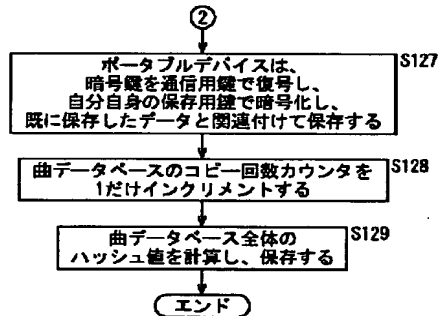 ②
ポータブルデバイスは、
暗号鍵を通信用鍵で復号し、
自分自身の保存用鍵で暗号化し、
既に保存したデータと関連付けて保存する
S127
曲データベースのコピー回数カウンタを
1だけインクリメントする
S128
曲データベース全体の
ハッシュ値を計算し、保存する
S129
エンド